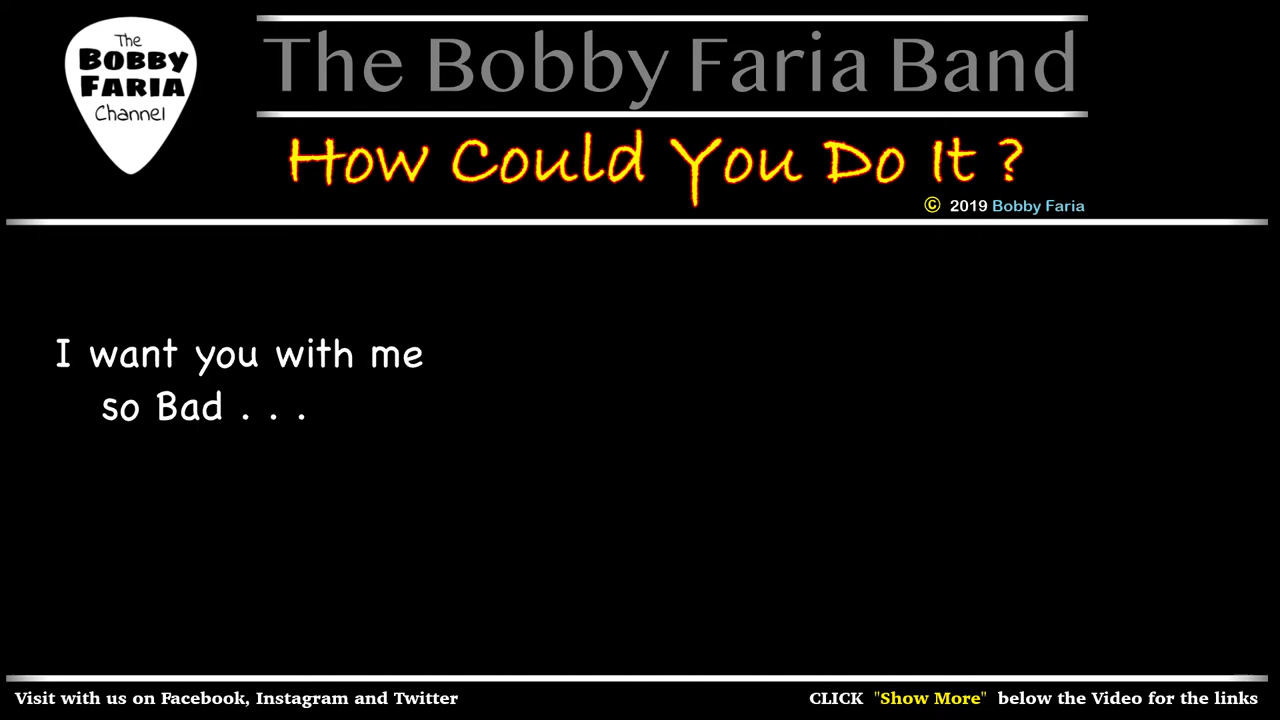 The
BOBBY
FARIA
Channel
The Bobby Faria Band
How Could You Do It ?
© 2019 Bobby Faria
I want you with me
so Bad . . .
Visit with us on Facebook, Instagram and Twitter
CLICK "Show More" below the Video for the links